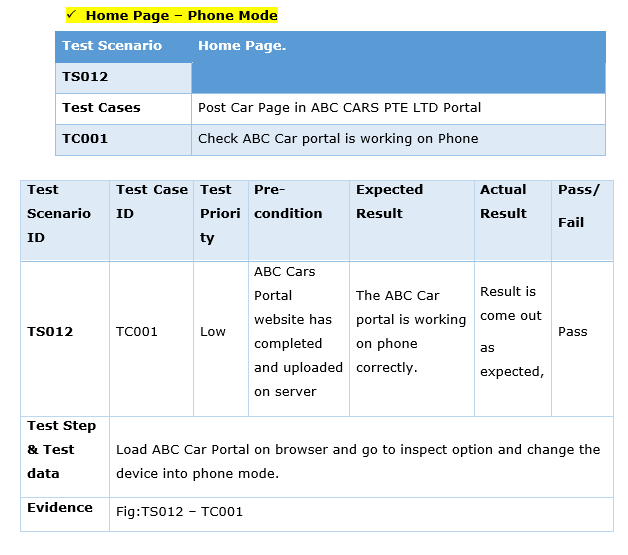 ✓ Home Page – Phone Mode
Test Scenario Home Page.
TS012
Test Cases Post Car Page in ABC CARS PTE LTD Portal
TC001 Check ABC Car portal is working on Phone
Test
Scenario
ID
Test Case
ID
Test
Priori
ty
Pre-
condition
Expected
Result
Actual
Result
Pass/
Fail
TS012
TC001
Low
ABC Cars
Portal
website has
completed
and uploaded
on server
The ABC Car
portal is working
on phone
correctly.
Result is
come out
as
expected,
Pass
Test Step
& Test
data
Load ABC Car Portal on browser and go to inspect option and change the
device into phone mode.
Evidence
Fig:TS012 – TC001